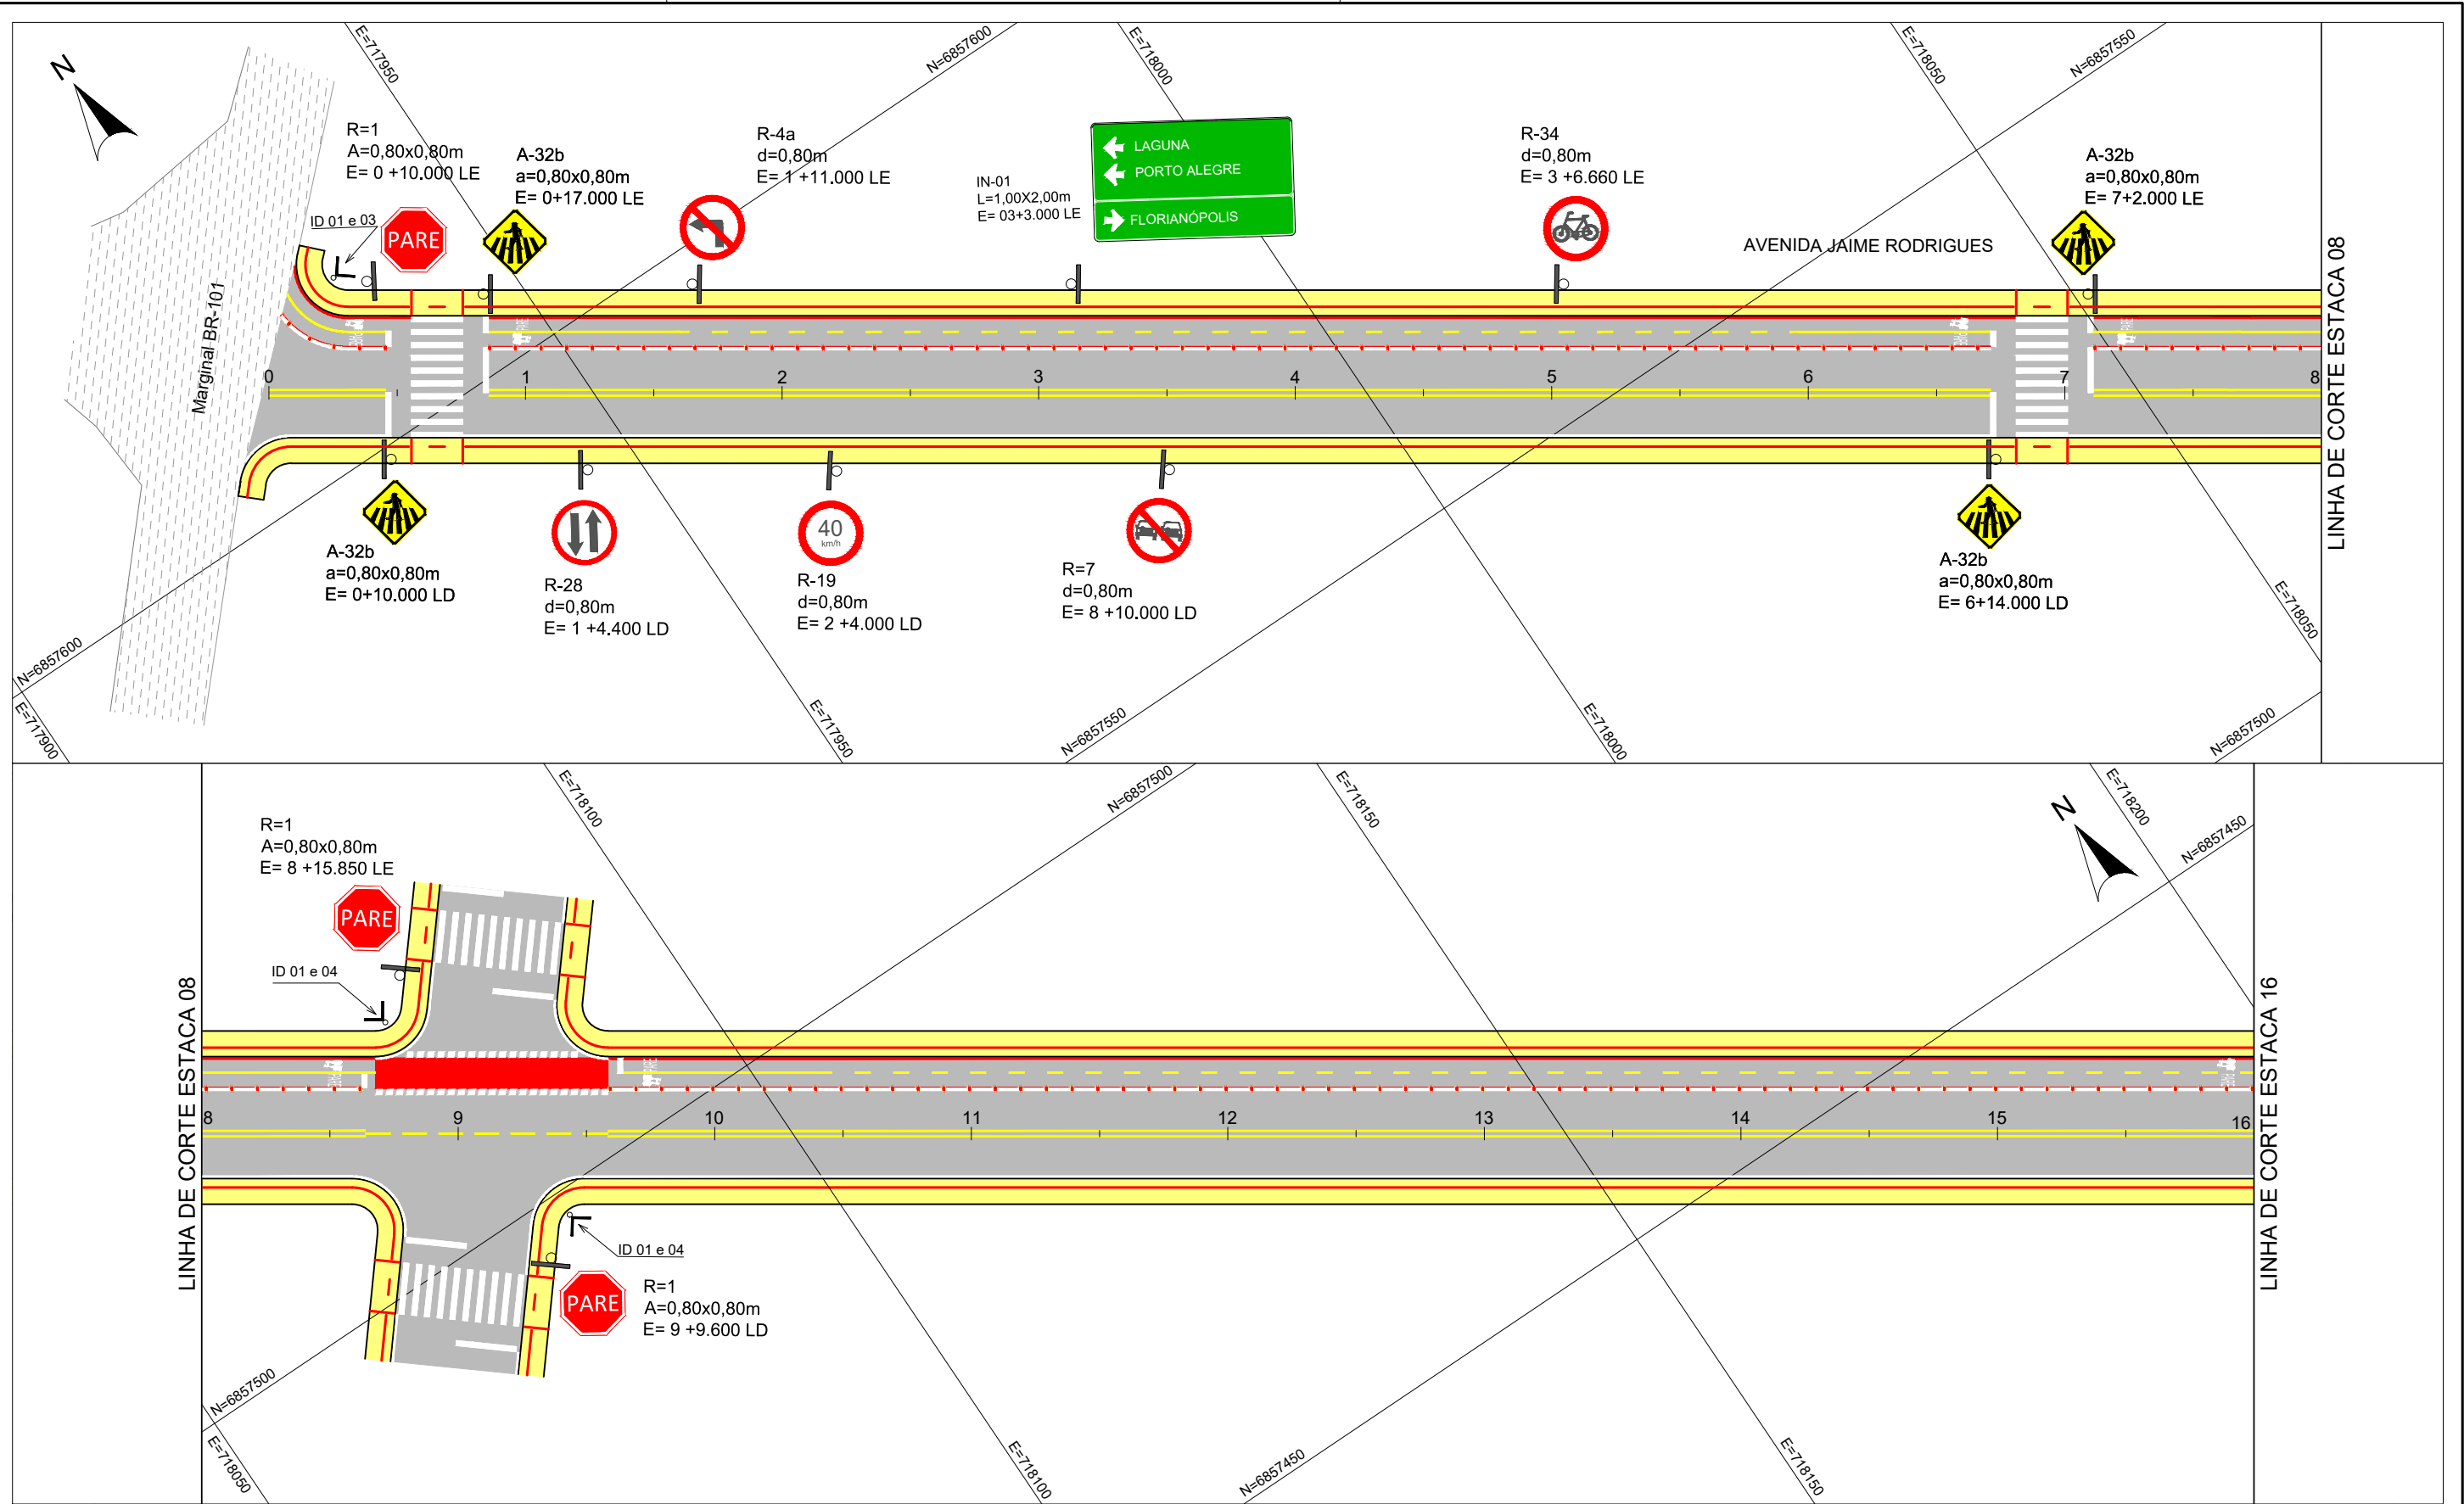 E=717950
N=6857600
E=718000
E=718050
N=6857550
N
R=1
A=0,80x0,80m
E= 0 +10.000 LE
A-32b
a=0,80x0,80m
E= 0+17.000 LE
R-4a
d=0,80m
E= 1 +11.000 LE
IN-01
L=1,00X2,00m
E= 03+3.000 LE
LAGUNA
PORTO ALEGRE
FLORIANÓPOLIS
R-34
d=0,80m
E= 3 +6.660 LE
A-32b
a=0,80x0,80m
E= 7+2.000 LE
ID 01 e 03
PARE
AVENIDA JAIME RODRIGUES
Marginal BR-101
PARE
PARE
PARE
PARE
0
1
2
3
4
5
6
7
8
LINHA DE CORTE ESTACA 08
A-32b
a=0,80x0,80m
E= 0+10.000 LD
R-28
d=0,80m
E= 1 +4.400 LD
40
km/h
R-19
d=0,80m
E= 2 +4.000 LD
R=7
d=0,80m
E= 8 +10.000 LD
A-32b
a=0,80x0,80m
E= 6+14.000 LD
N=6857600
E=717900
E=717950
N=6857550
E=718000
E=718050
N=6857500
E=718100
N=6857500
E=718150
E=718200
N=6857450
N
R=1
A=0,80x0,80m
E= 8 +15.850 LE
PARE
ID 01 e 04
LINHA DE CORTE ESTACA 08
PARE
PARE
PARE
8
9
10
11
12
13
14
15
16
LINHA DE CORTE ESTACA 16
ID 01 e 04
PARE
R=1
A=0,80x0,80m
E= 9 +9.600 LD
N=6857500
E=718050
E=718100
N=6857450
E=718150